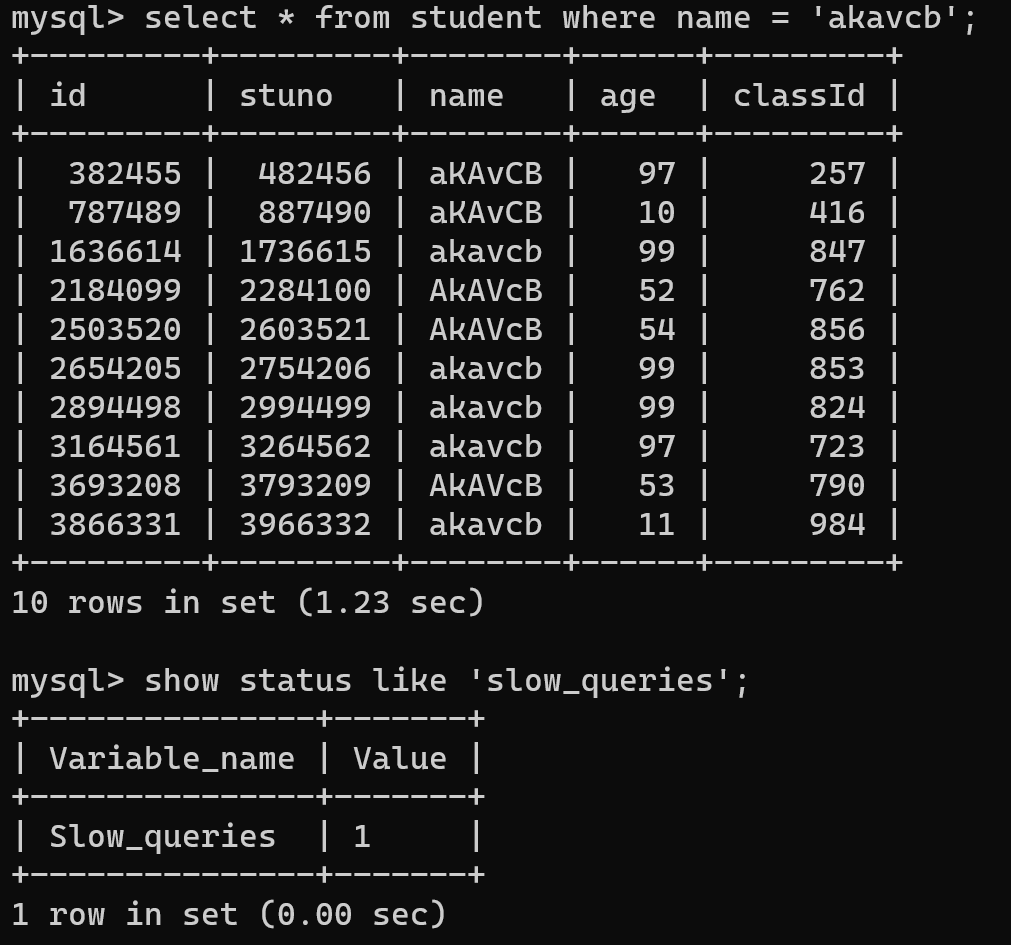 mysql> select * from student where name = 'akavcb';
+---------+---------+--------+------+---------+
| id      | stuno   | name   | age  | classId |
+---------+---------+--------+------+---------+
|  382455 |  482456 | aKAvCB |   97 |     257 |
|  787489 |  887490 | aKAvCB |   10 |     416 |
| 1636614 | 1736615 | akavcb |   99 |     847 |
| 2184099 | 2284100 | AkAVcB |   52 |     762 |
| 2503520 | 2603521 | AkAVcB |   54 |     856 |
| 2654205 | 2754206 | akavcb |   99 |     853 |
| 2894498 | 2994499 | akavcb |   99 |     824 |
| 3164561 | 3264562 | akavcb |   97 |     723 |
| 3693208 | 3793209 | AkAVcB |   53 |     790 |
| 3866331 | 3966332 | akavcb |   11 |     984 |
+---------+---------+--------+------+---------+
10 rows in set (1.23 sec)

mysql> show status like 'slow_queries';
+---------------+-------+
| Variable_name | Value |
+---------------+-------+
| Slow_queries  | 1     |
+---------------+-------+
1 row in set (0.00 sec)